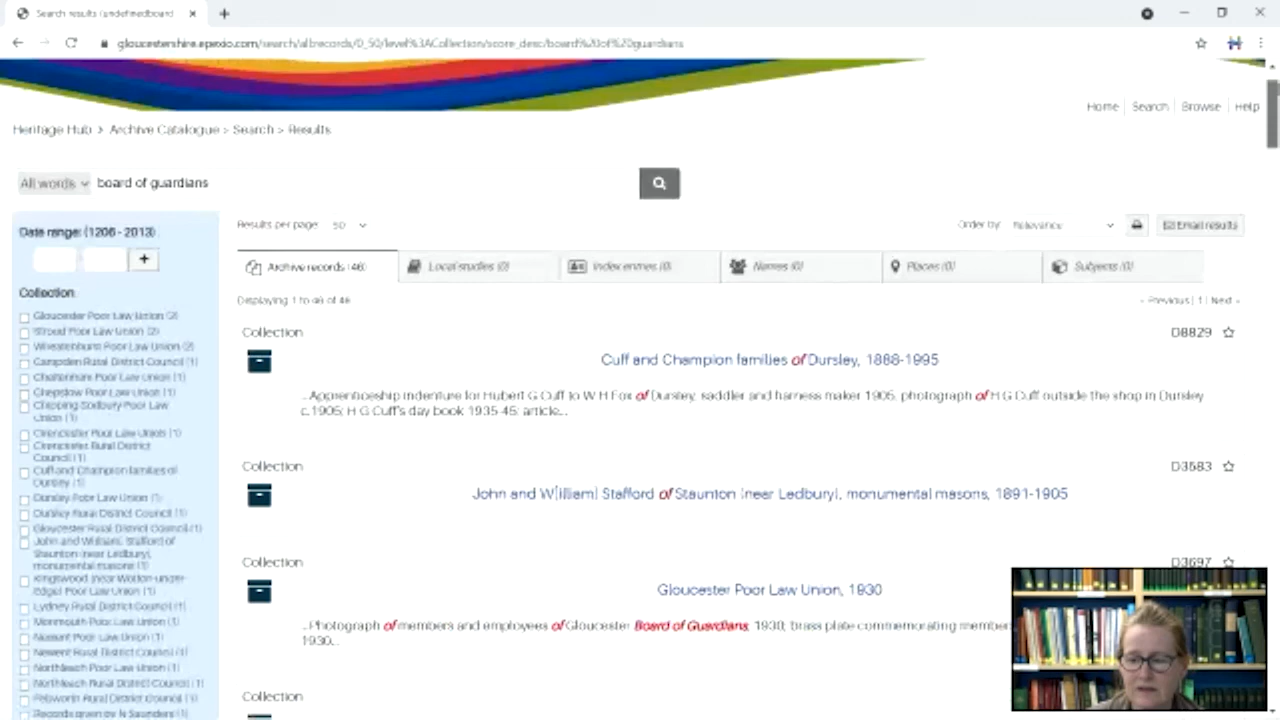 Search results (undefinedboard
gloucestershire.epexio.com/search/all:records/0_50/level%3ACollection/score_desc/board%20of%20guardians
Home Search Browse Help
Heritage Hub > Archive Catalogue > Search > Results
All words board of guardians
Date range: (1206 - 2013)
Results per page: 50
Order by: Relevance
Email results
Archive records (46)
Local studies (0)
Index entries (0)
Names (0)
Places (0)
Subjects (0)
Displaying 1 to 46 of 46
« Previous | 1 | Next »
Collection
Gloucester Poor Law Union (2)
Stroud Poor Law Union (2)
Wheatenhurst Poor Law Union (2)
Campden Rural District Council (1)
Cheltenham Poor Law Union (1)
Chepstow Poor Law Union (1)
Chipping Sodbury Poor Law
Union (1)
Cirencester Poor Law Union (1)
Cirencester Rural District
Council (1)
Cuff and Champion families of
Dursley (1)
Dursley Poor Law Union (1)
Dursley Rural District Council (1)
Gloucester Rural District Council (1)
John and William Stafford of
Staunton (near Ledbury),
monumental masons (1)
Kingswood (near Wotton-under-
Edge) Poor Law Union (1)
Lydney Rural District Council (1)
Monmouth Poor Law Union (1)
Newent Poor Law Union (1)
Newent Rural District Council (1)
Northleach Poor Law Union (1)
Northleach Rural District Council (1)
Pebworth Rural District Council (1)
Records given by N Saunders (1)
Collection D8829
Cuff and Champion families of Dursley, 1888-1995
...Apprenticeship indenture for Hubert G Cuff to W H Fox of Dursley, saddler and harness maker 1905; photograph of H G Cuff outside the shop in Dursley
c.1905; H G Cuff's day book 1935-45; article...
Collection D3583
John and W[illiam] Stafford of Staunton [near Ledbury], monumental masons, 1891-1905
Collection D3697
Gloucester Poor Law Union, 1930
...Photograph of members and employees of Gloucester Board of Guardians, 1930; brass plate commemorating member
1930...
Collection